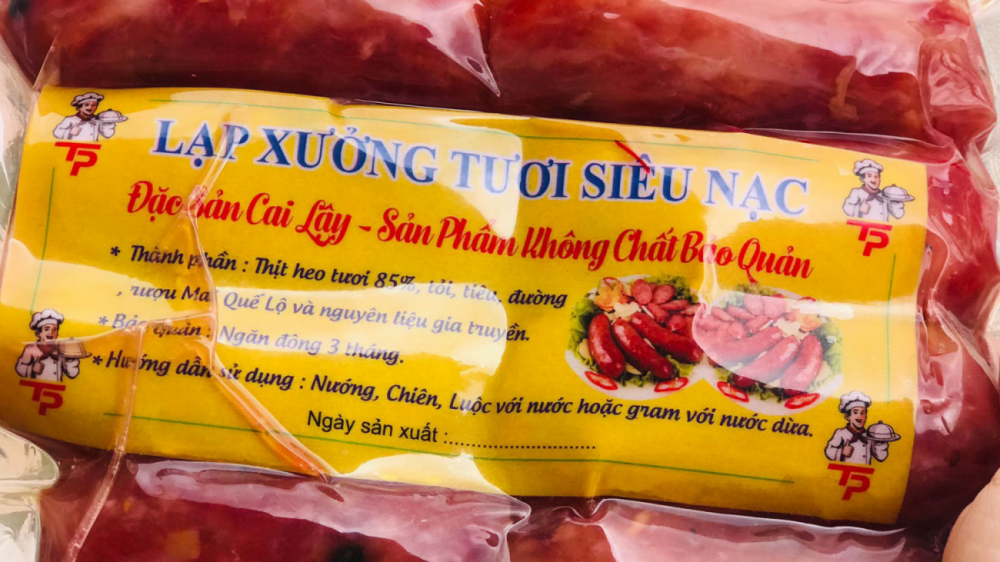 TP
LẠP XƯỞNG TƯƠI SIÊU NẠC
TP
Đặc Sản Cai Lậy - Sản Phẩm Không Chất Bảo Quản
* Thành phần : Thịt heo tươi 85%, tỏi, tiêu, đường
, rượu Mai Quế Lộ và nguyên liệu gia truyền.
* Bảo quản : Ngăn đông 3 tháng.
* Hướng dẫn sử dụng : Nướng, Chiên, Luộc với nước hoặc gram với nước dừa.
TP
Ngày sản xuất :
TP